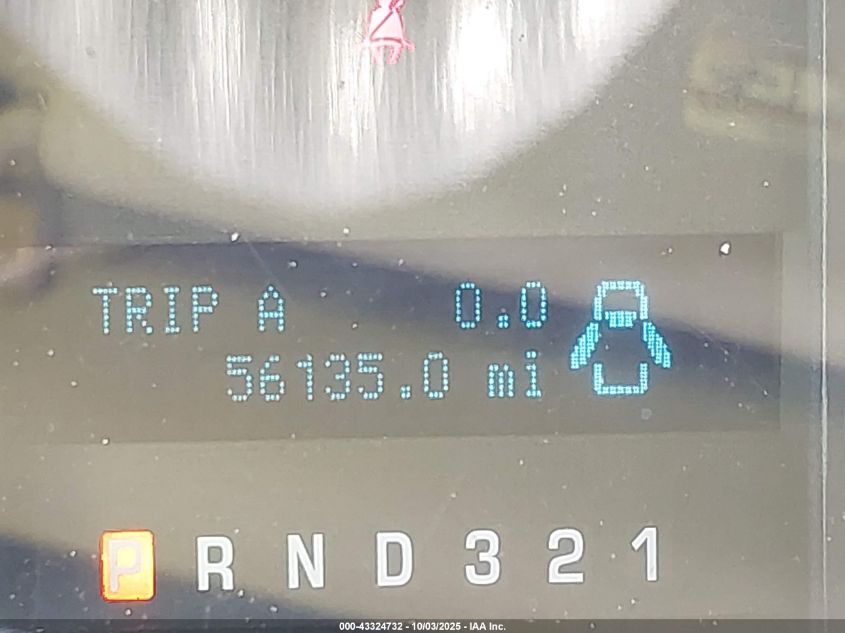 TRIP A 0.0
56135.0 mi
P R N D 3 2 1
000-43324732 - 10/03/2025 - IAA Inc.